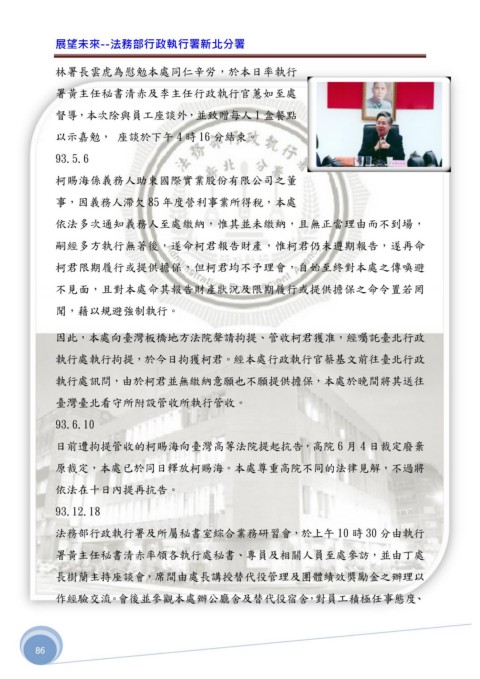 展望未來--法務部行政執行署新北分署
林署長雲虎為慰勉本處同仁辛勞，於本日率執行
署黃主任秘書清赤及李主任行政執行官蕙如至處
督導，本次除與員工座談外，並致贈每人 1 盒餐點
以示嘉勉， 座談於下午 4 時 16 分結束。
93.5.6
柯賜海係義務人助東國際實業股份有限公司之董
事，因義務人滯欠 85 年度營利事業所得稅，本處
依法多次通知義務人至處繳納，惟其並未繳納，且無正當理由而不到場，
嗣經多方執行無著後，遂命柯君報告財產，惟柯君仍未遵期報告，遂再命
柯君限期履行或提供擔保，但柯君均不予理會，自始至終對本處之傳喚避
不見面，且對本處命其報告財產狀況及限期履行或提供擔保之命令置若罔
聞，藉以規避強制執行。
因此，本處向臺灣板橋地方法院聲請拘提、管收柯君獲准，經囑託臺北行政
執行處執行拘提，於今日拘獲柯君。經本處行政執行官蔡基文前往臺北行政
執行處訊問，由於柯君並無繳納意願也不願提供擔保，本處於晚間將其送往
臺灣臺北看守所附設管收所執行管收。
93.6.10
日前遭拘提管收的柯賜海向臺灣高等法院提起抗告，高院 6 月 4 日裁定廢棄
原裁定，本處已於同日釋放柯賜海。本處尊重高院不同的法律見解，不過將
依法在十日內提再抗告。
93.12.18
法務部行政執行署及所屬秘書室綜合業務研習會，於上午 10 時 30 分由執行
署黃主任秘書清赤率領各執行處秘書、專員及相關人員至處參訪，並由丁處
長樹蘭主持座談會，席間由處長講授替代役管理及團體績效獎勵金之辦理以
作經驗交流。會後並參觀本處辦公廳舍及替代役宿舍，對員工積極任事態度、
86